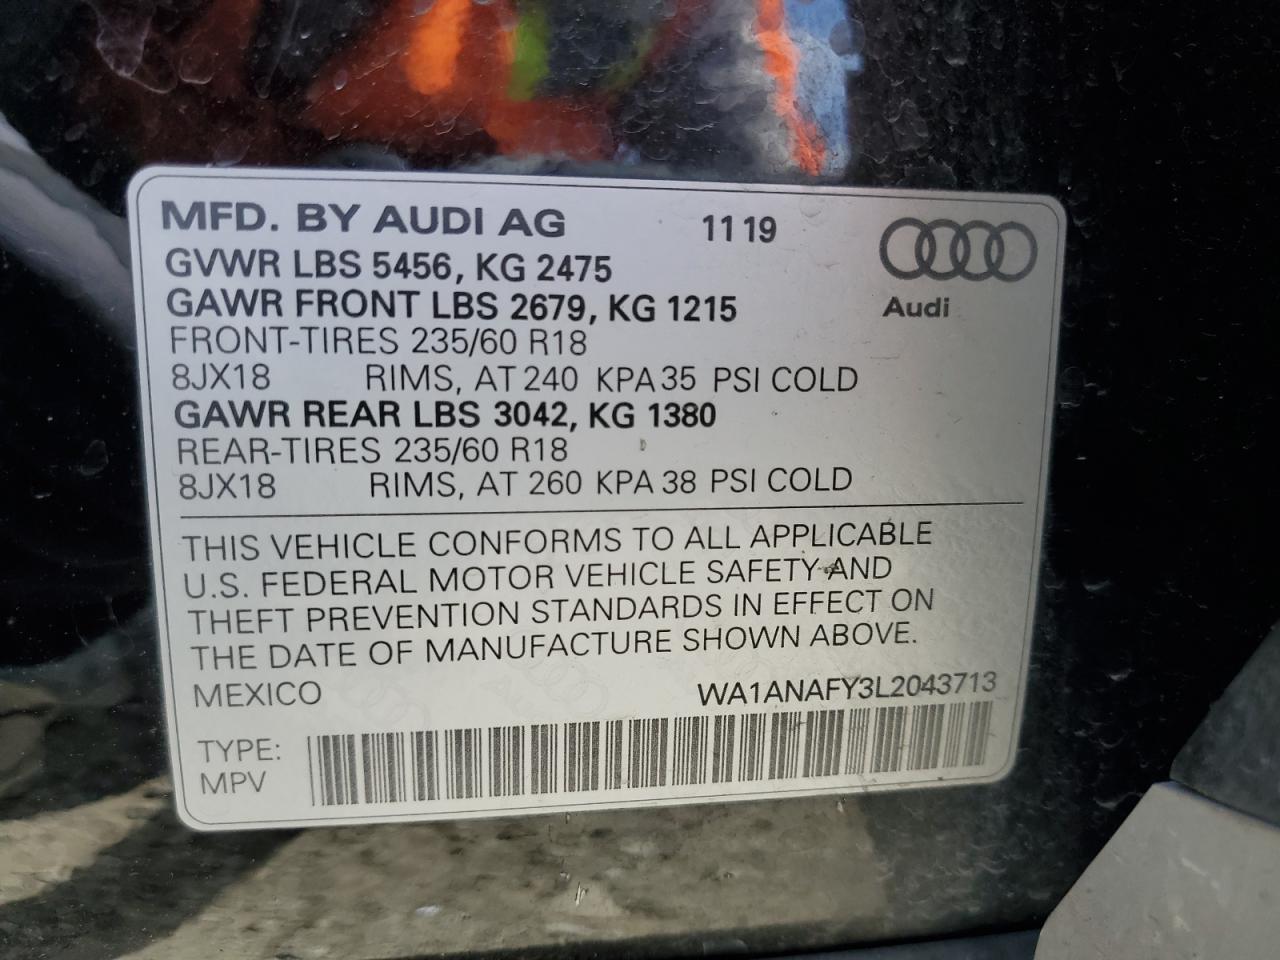 MFD. BY AUDI AG 11 19
GVWR LBS 5456, KG 2475
GAWR FRONT LBS 2679, KG 1215
Audi
FRONT-TIRES 235/60 R18
8JX18 RIMS, AT 240 KPA 35 PSI COLD
GAWR REAR LBS 3042, KG 1380
REAR-TIRES 235/60 R18
8JX18 RIMS, AT 260 KPA 38 PSI COLD
THIS VEHICLE CONFORMS TO ALL APPLICABLE
U.S. FEDERAL MOTOR VEHICLE SAFETY AND
THEFT PREVENTION STANDARDS IN EFFECT ON
THE DATE OF MANUFACTURE SHOWN ABOVE.
MEXICO WA1ANAFY3L2043713
TYPE:
MPV